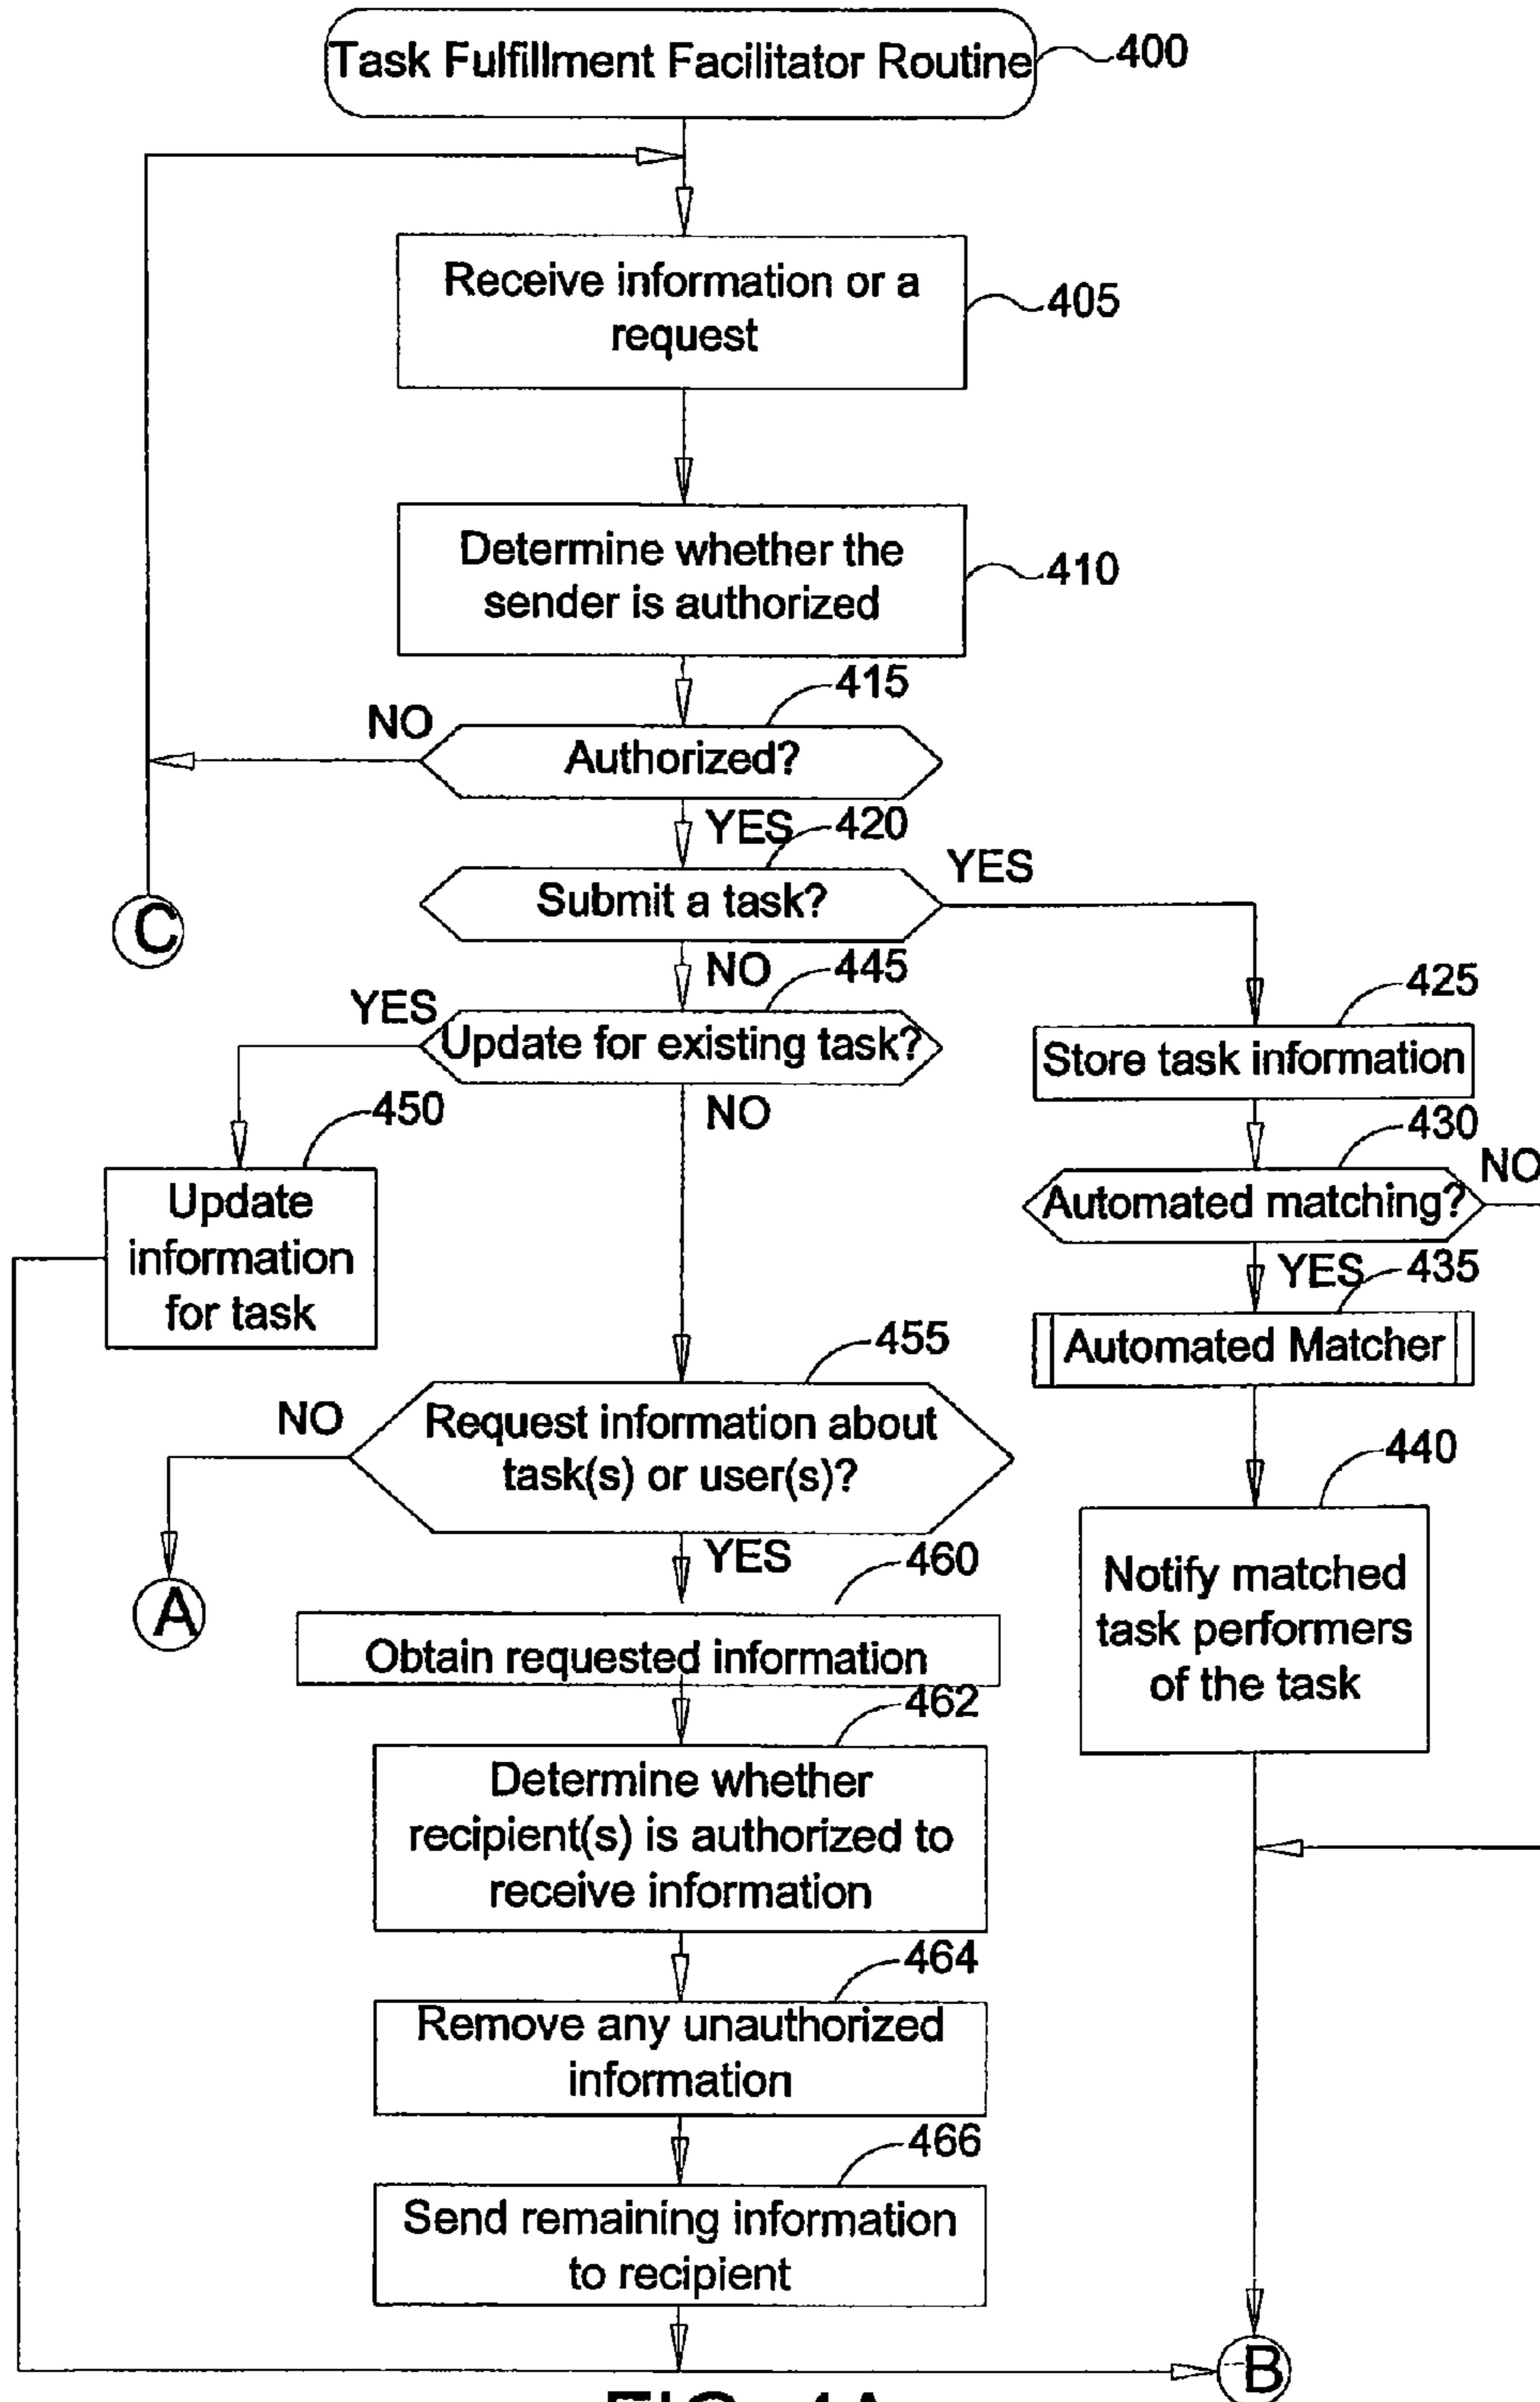 Task Fulfillment Facilitator Routine
400
Receive information or a
request
405
Determine whether the
sender is authorized
410
415
NO
Authorized?
YES
420
YES
Submit a task?
C
NO
445
YES
425
Update for existing task?
Store task information
NO
450
430
NO
Update
information
for task
Automated matching?
YES
435
Automated Matcher
455
NO
Request information about
task(s) or user(s)?
440
YES
460
A
Notify matched
task performers
of the task
Obtain requested information
462
Determine whether
recipient(s) is authorized to
receive information
464
Remove any unauthorized
information
466
Send remaining information
to recipient
B
FIG. 4A